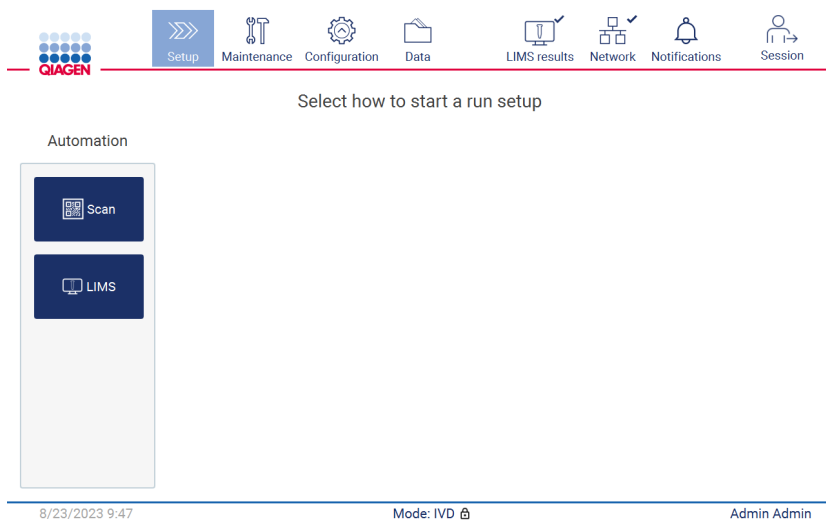 QIAGEN
Setup
Maintenance
Configuration
Data
LIMS results
Network
Notifications
Session
Select how to start a run setup
Automation
Scan
LIMS
8/23/2023 9:47
Mode: IVD
Admin Admin